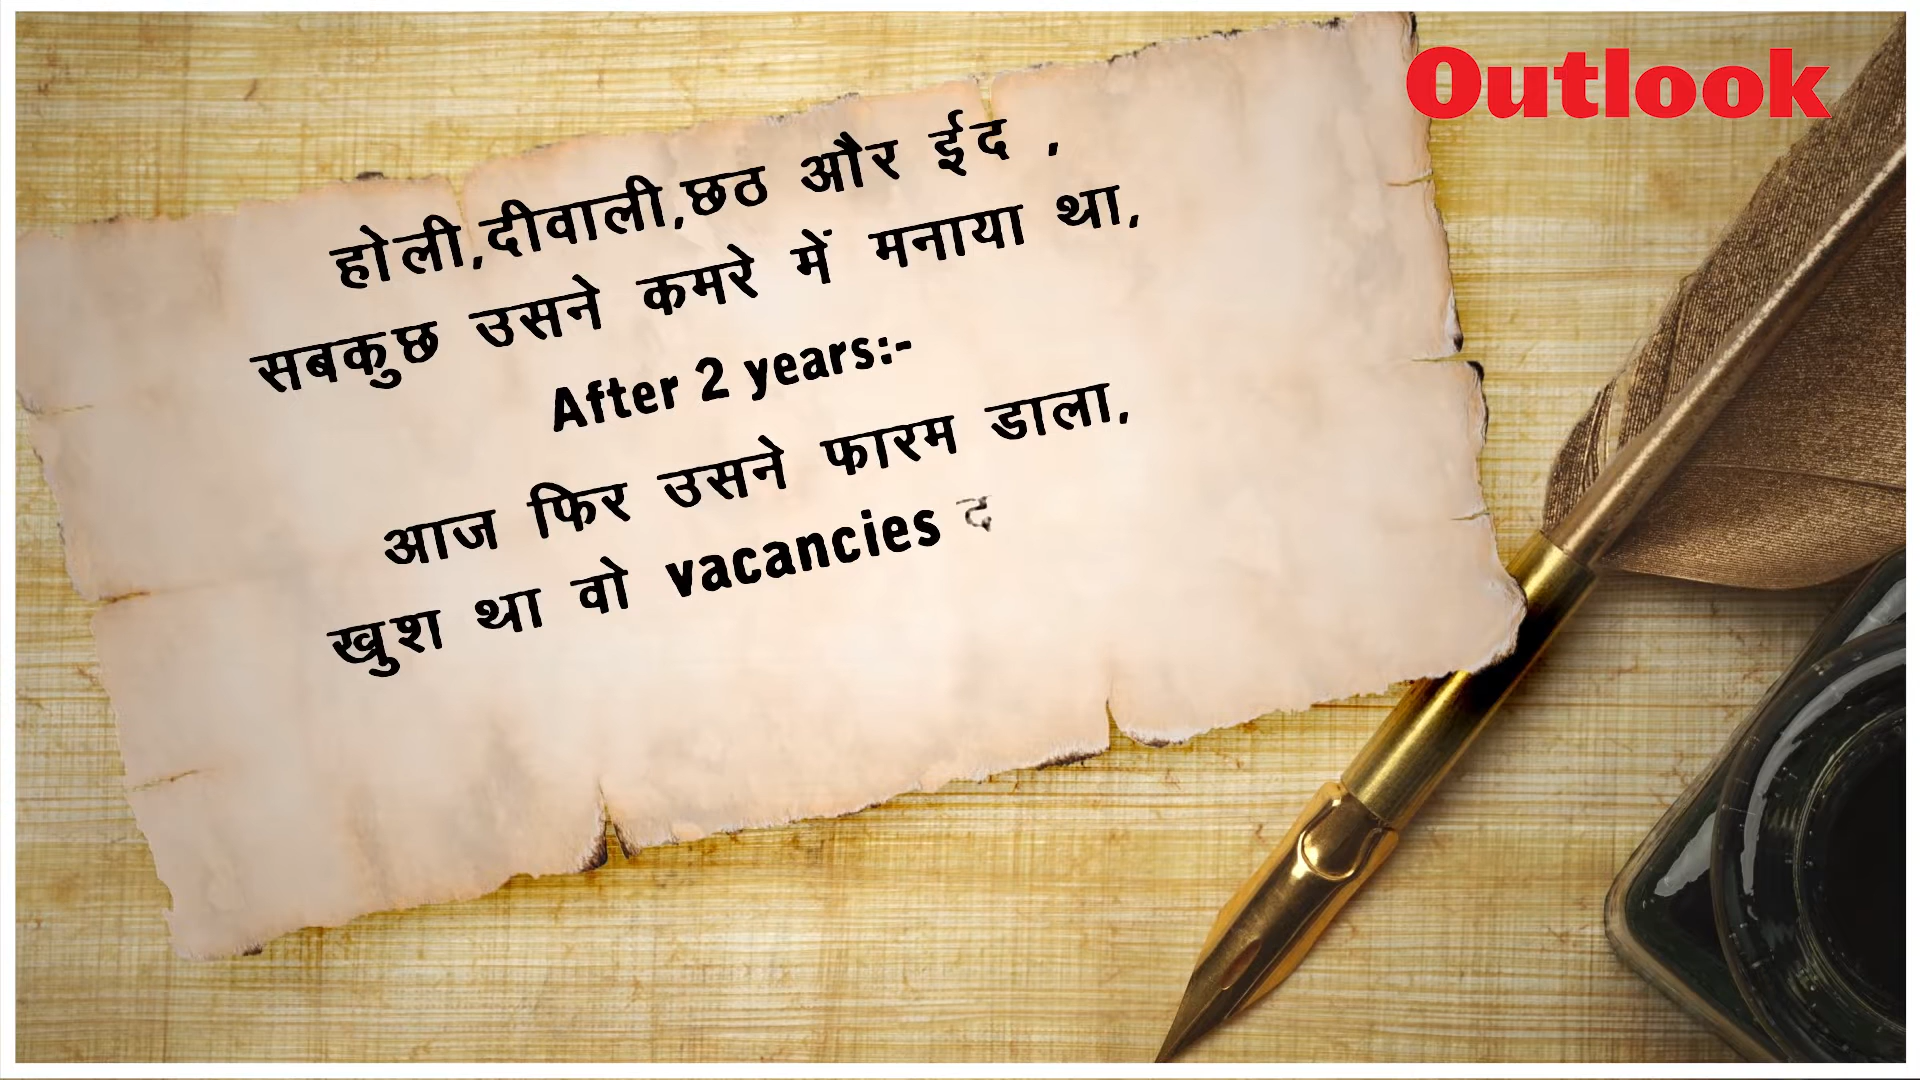 Outlook
होली,दीवाली,छठ और ईद ,
सबकुछ उसने कमरे में मनाया था,
After 2 years:-
आज फिर उसने फारम डाला,
खुश था वो vacancies